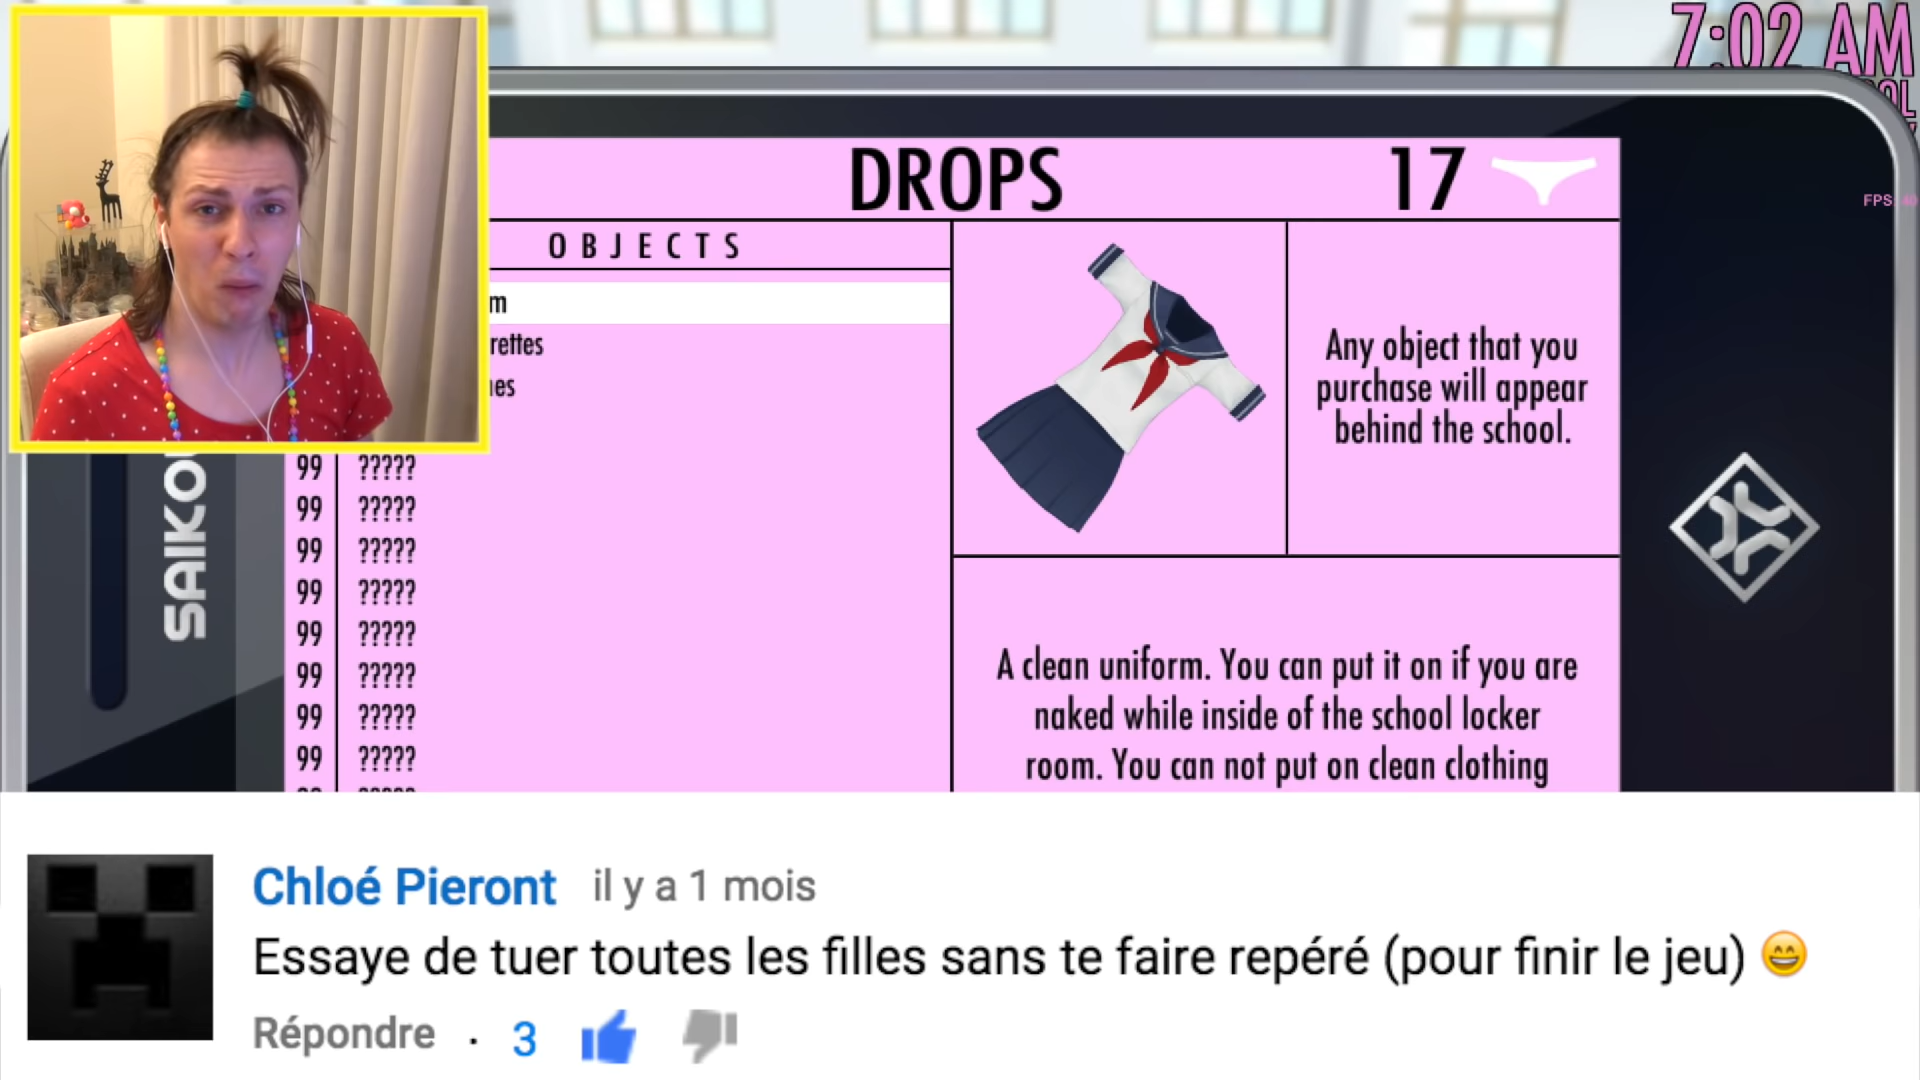 7:02 AM
DROPS
17
FPS
OBJECTS
Any object that you
purchase will appear
behind the school.
99 ?????
99 ?????
99 ?????
99 ?????
99 ?????
99 ?????
99 ?????
99 ?????
A clean uniform. You can put it on if you are
naked while inside of the school locker
room. You can not put on clean clothing
Chloé Pieront il y a 1 mois
Essaye de tuer toutes les filles sans te faire repéré (pour finir le jeu) 😄
Répondre · 3